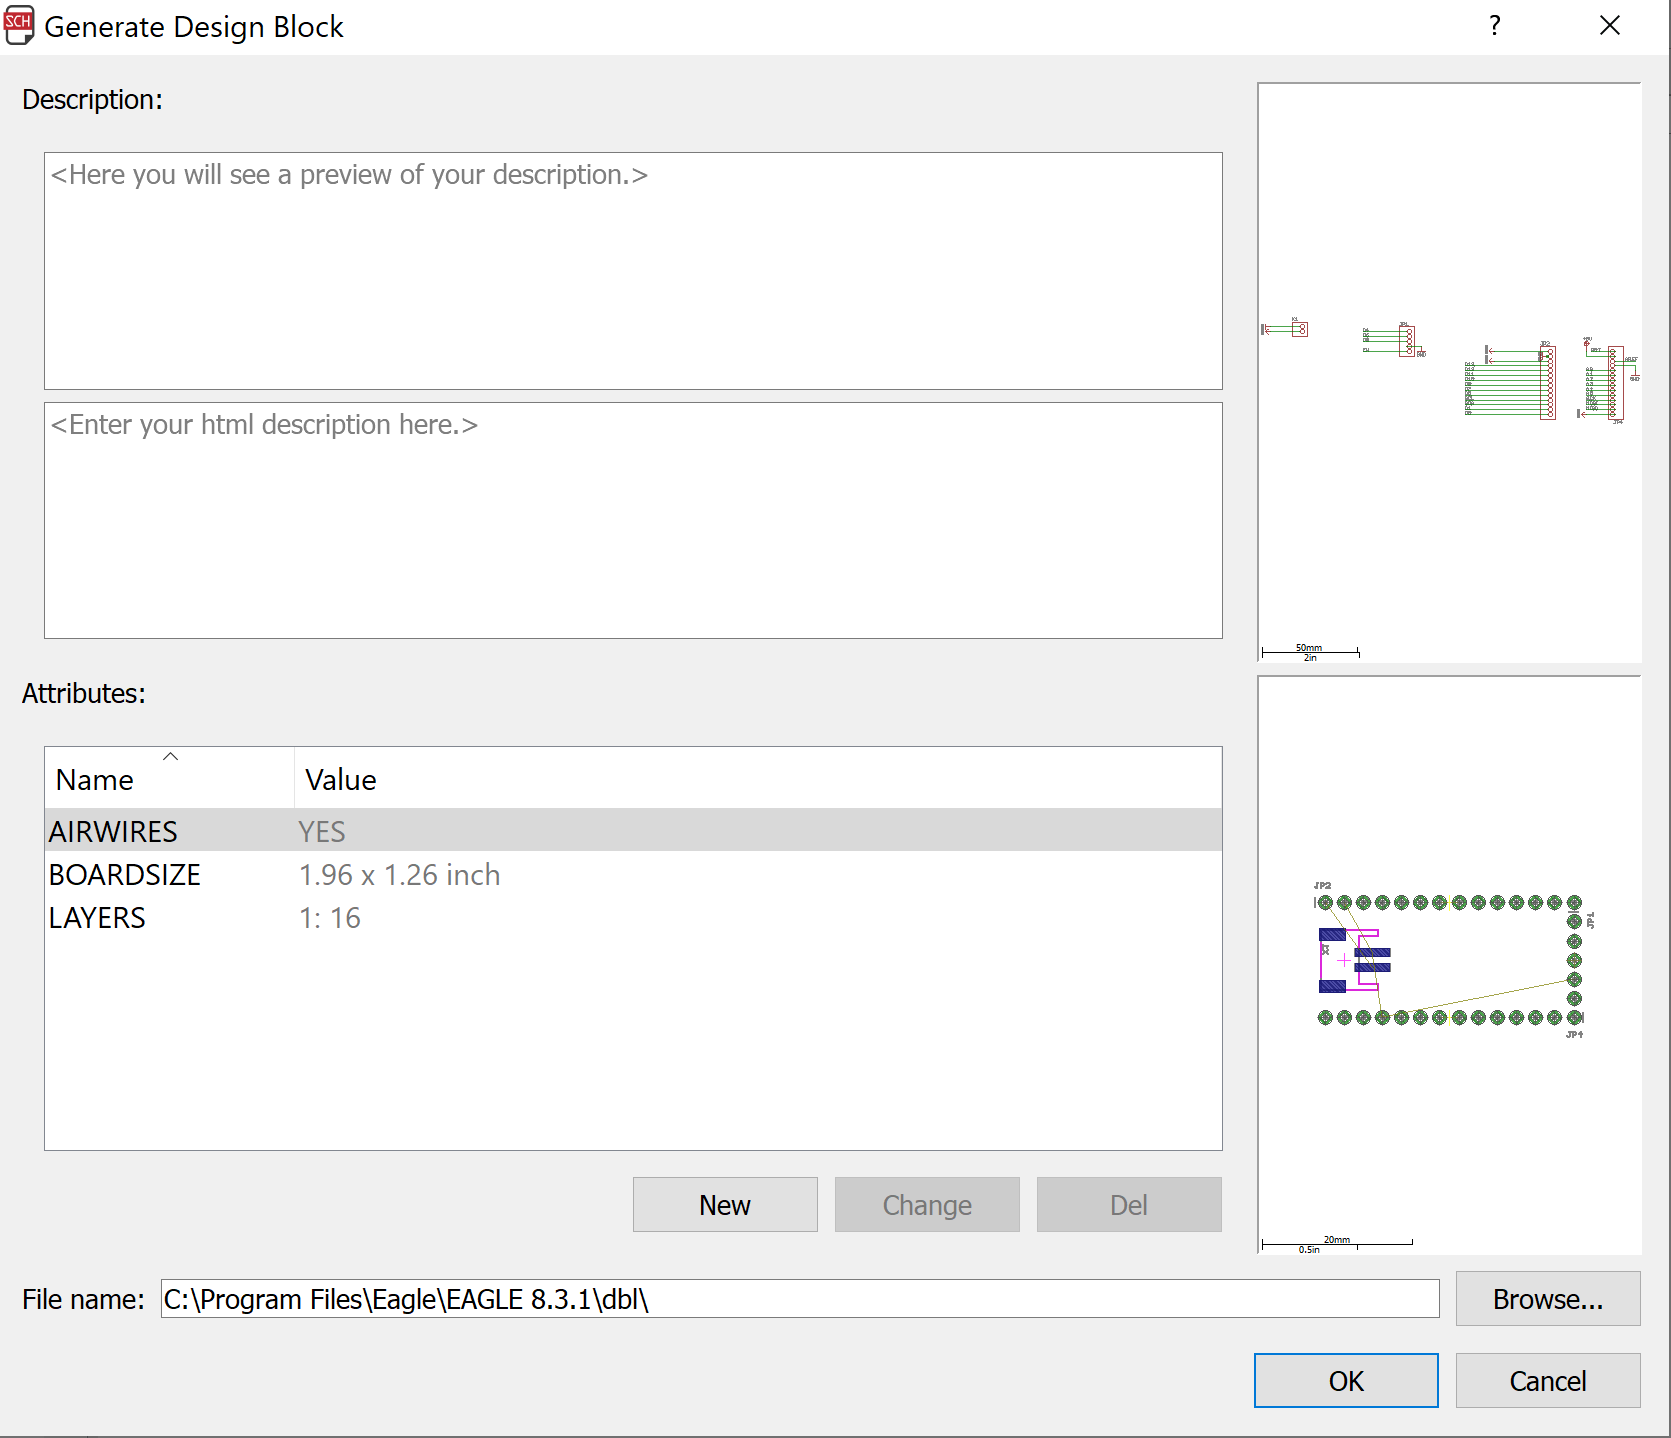 SCH Generate Design Block ?
Description:
<Here you will see a preview of your description.>
<Enter your html description here.>
50mm
2in
Attributes:
Name Value
AIRWIRES YES
BOARDSIZE 1.96 x 1.26 inch
LAYERS 1: 16
JP2
JP1
X1
JP4
New Change Del
20mm
0.5in
File name: C:\Program Files\Eagle\EAGLE 8.3.1\dbl\ Browse...
OK Cancel